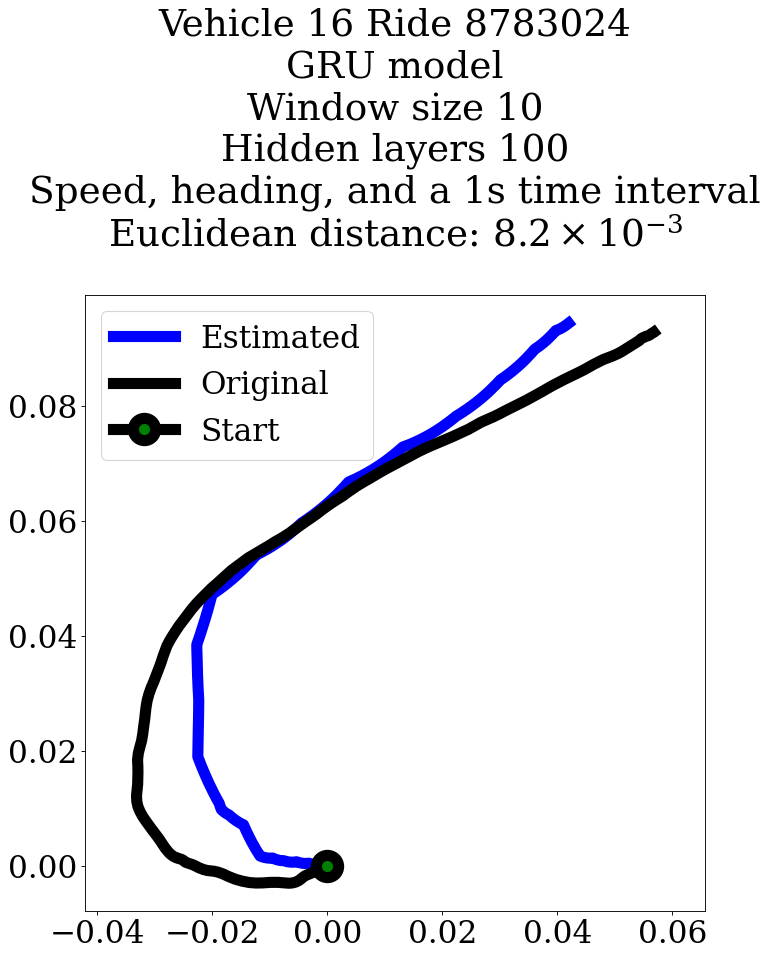 Vehicle 16 Ride 8783024
GRU model
Window size 10
Hidden layers 100
Speed, heading, and a 1s time interval
Euclidean distance: 8.2 × 10⁻³
Estimated
Original
Start
0.08
0.06
0.04
0.02
0.00
−0.04 −0.02 0.00 0.02 0.04 0.06